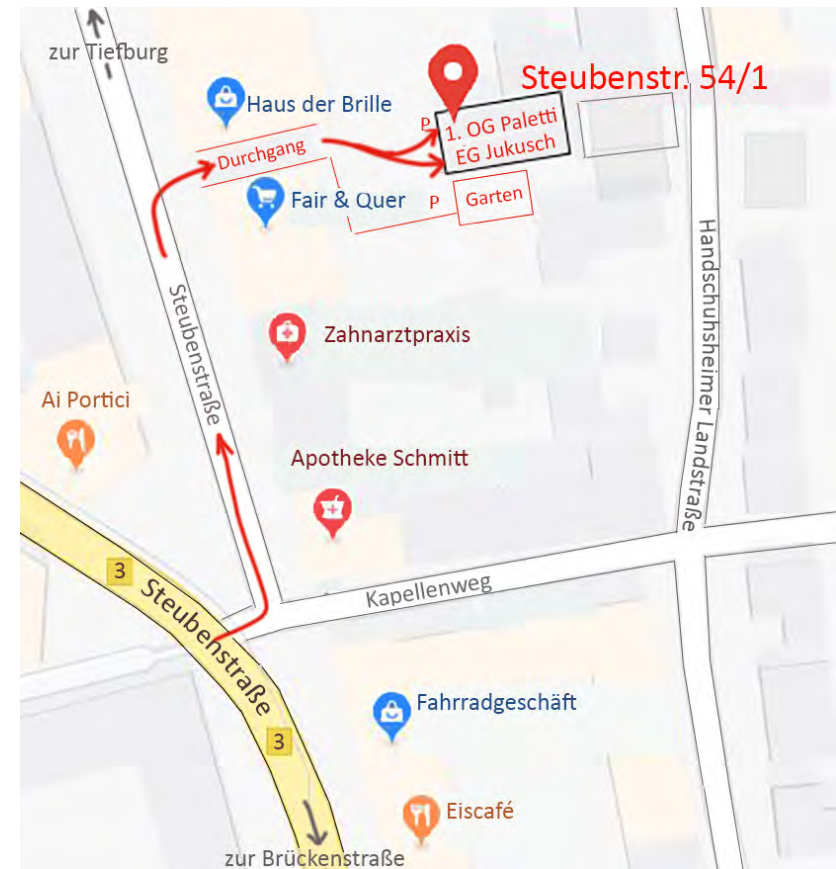 zur Tiefburg
Steubenstr. 54/1
Haus der Brille
P
1. OG Paletti
EG Jukusch
Durchgang
Fair & Quer
P
Garten
Steubenstraße
Handschuhsheimer Landstraße
Zahnarztpraxis
Ai Portici
Apotheke Schmitt
3
Steubenstraße
Kapellenweg
3
Fahrradgeschäft
Eiscafé
zur Brückenstraße